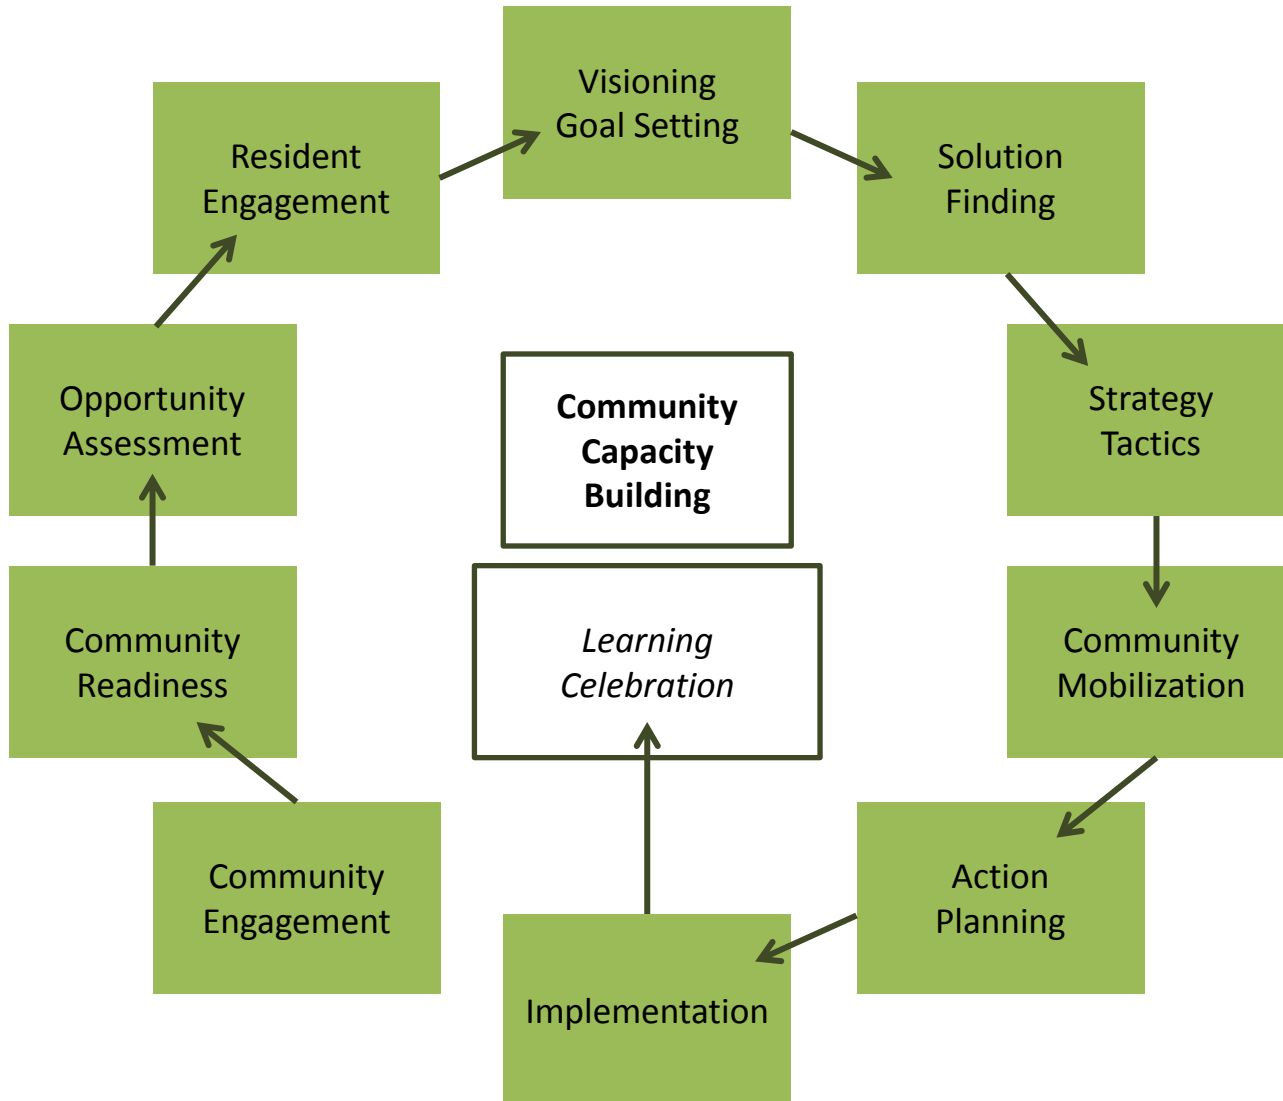 Visioning
Goal Setting
Resident
Engagement
Solution
Finding
Opportunity
Assessment
Community
Capacity
Building
Strategy
Tactics
Community
Readiness
Learning
Celebration
Community
Mobilization
Community
Engagement
Action
Planning
Implementation